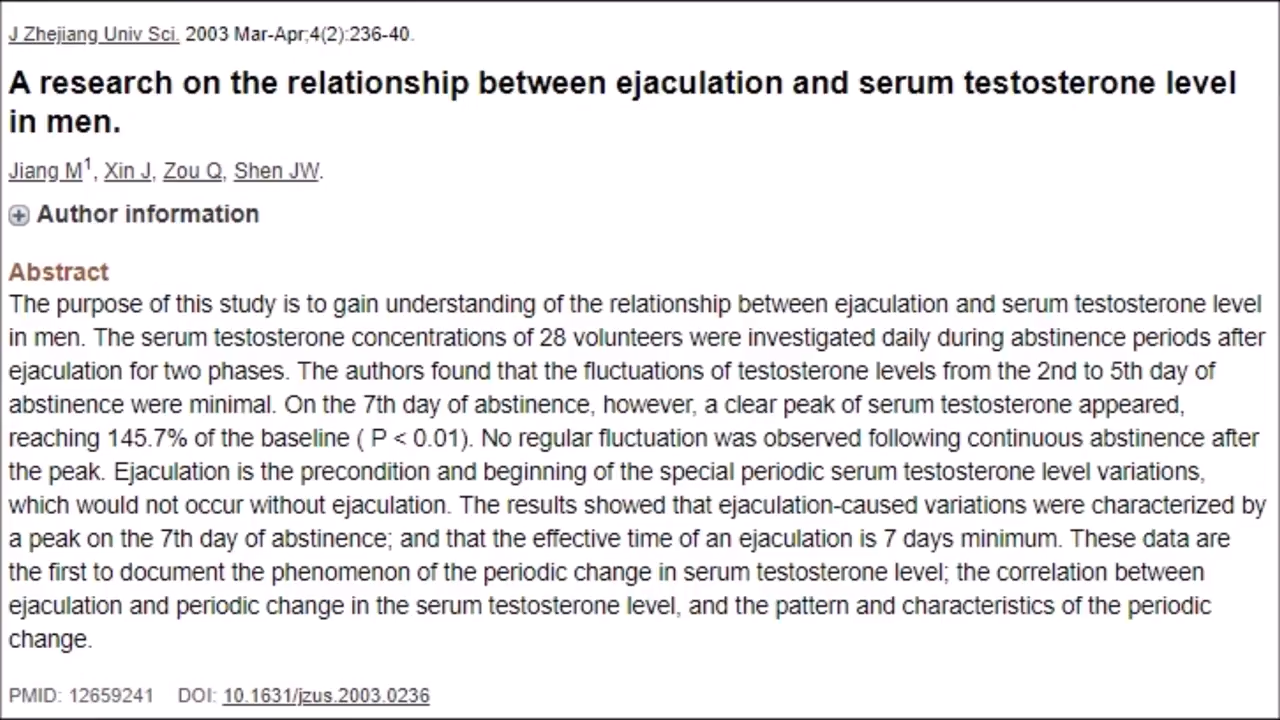 J Zhejiang Univ Sci. 2003 Mar-Apr;4(2):236-40.
A research on the relationship between ejaculation and serum testosterone level
in men.
Jiang M1, Xin J, Zou Q, Shen JW.
Author information
Abstract
The purpose of this study is to gain understanding of the relationship between ejaculation and serum testosterone level
in men. The serum testosterone concentrations of 28 volunteers were investigated daily during abstinence periods after
ejaculation for two phases. The authors found that the fluctuations of testosterone levels from the 2nd to 5th day of
abstinence were minimal. On the 7th day of abstinence, however, a clear peak of serum testosterone appeared,
reaching 145.7% of the baseline ( P < 0.01). No regular fluctuation was observed following continuous abstinence after
the peak. Ejaculation is the precondition and beginning of the special periodic serum testosterone level variations,
which would not occur without ejaculation. The results showed that ejaculation-caused variations were characterized by
a peak on the 7th day of abstinence; and that the effective time of an ejaculation is 7 days minimum. These data are
the first to document the phenomenon of the periodic change in serum testosterone level; the correlation between
ejaculation and periodic change in the serum testosterone level, and the pattern and characteristics of the periodic
change.
PMID: 12659241 DOI: 10.1631/jzus.2003.0236